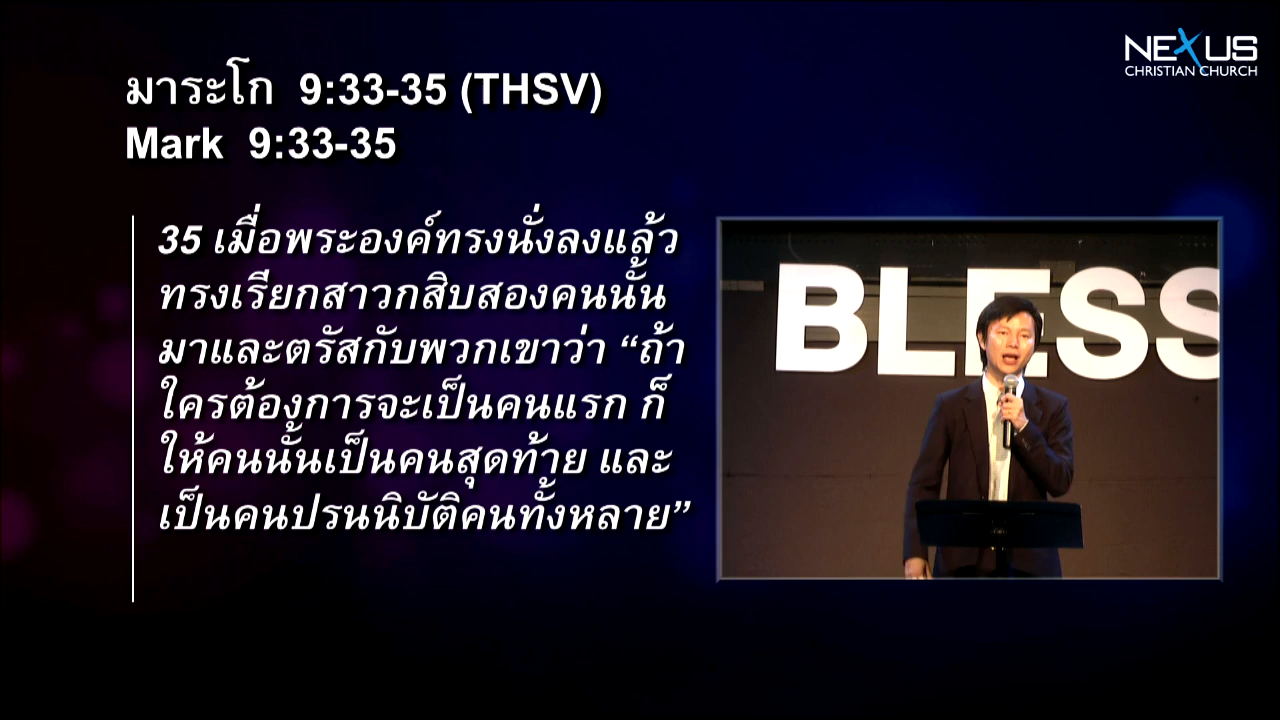 NEXUS
CHRISTIAN CHURCH
มาระโก 9:33-35 (THSV)
Mark 9:33-35
35 เมื่อพระองค์ทรงนั่งลงแล้ว
ทรงเรียกสาวกสิบสองคนนั้น
มาและตรัสกับพวกเขาว่า “ถ้า
ใครต้องการจะเป็นคนแรก ก็
ให้คนนั้นเป็นคนสุดท้าย และ
เป็นคนปรนนิบัติคนทั้งหลาย”
BLESS